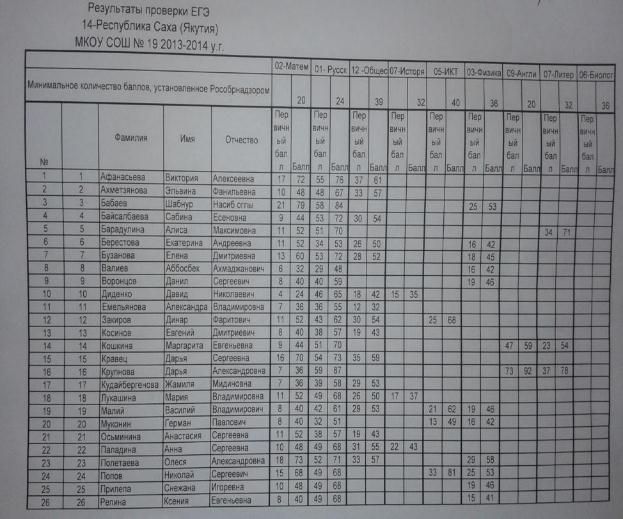 Результаты проверки ЕГЭ
14-Республика Саха (Якутия)
МКОУ СОШ № 19 2013-2014 у.г.
02-Матем 01- Русск 12 -Общес 07-Исторя 05-ИКТ 03-Физика 09-Англи 07-Литер 06-Биолог
Минимальное количество баллов, установленное Рособрнадзором 20 24 39 32 40 36 20 32 36
№ Фамилия Имя Отчество Первичный балл Балл Первичный балл Балл Первичный балл Балл Первичный балл Балл Первичный балл Балл Первичный балл Балл Первичный балл Балл Первичный балл Балл Первичный балл Балл
1 1 Афанасьева Виктория Алексеевна 17 72 55 76 37 61
2 2 Ахметзянова Эльвина Фанильевна 10 48 48 67 33 57
3 3 Бабаев Шабнур Насиб оглы 21 79 58 84 25 53
4 4 Байсалбаева Сабина Есеновна 9 44 53 72 30 54
5 5 Барадулина Алиса Максимовна 11 52 51 70 34 71
6 6 Берестова Екатерина Андреевна 11 52 34 53 26 50 16 42
7 7 Бузанова Елена Дмитриевна 13 60 53 72 28 52 18 45
8 8 Валиев Аббосбех Ахмаджанович 6 32 29 48 16 42
9 9 Воронцов Данил Сергеевич 8 40 40 59 19 46
10 10 Диденко Давид Николаевич 4 24 46 65 18 42 15 35
11 11 Емельянова Александра Владимировна 7 36 36 55 12 32
12 12 Закиров Динар Фаритович 11 52 43 62 30 54 25 68
13 13 Косинов Евгений Дмитриевич 8 40 38 57 19 43
14 14 Кошкина Маргарита Евгеньевна 9 44 51 70 47 59 23 54
15 15 Кравец Дарья Сергеевна 16 70 54 73 35 59
16 16 Крупнова Дарья Александровна 7 36 59 87 73 92 37 78
17 17 Кудайбергенова Жамиля Мидиновна 7 36 39 58 29 53
18 18 Лукашина Мария Владимировна 11 52 49 68 26 50 17 37
19 19 Малий Василий Владимирович 8 40 42 61 29 53 21 62 19 46
20 20 Муконин Герман Павлович 8 40 32 51 13 49 16 42
21 21 Осьминина Анастасия Сергеевна 11 52 38 57 19 43
22 22 Паладина Анна Сергеевна 10 48 49 68 31 55 22 43
23 23 Полетаева Олеся Александровна 18 73 52 71 33 57 29 58
24 24 Попов Николай Сергеевич 15 68 49 68 33 81 25 53
25 25 Прилепа Снежана Игоревна 10 48 49 68 19 46
26 26 Репина Ксения Евгеньевна 8 40 49 68 15 41